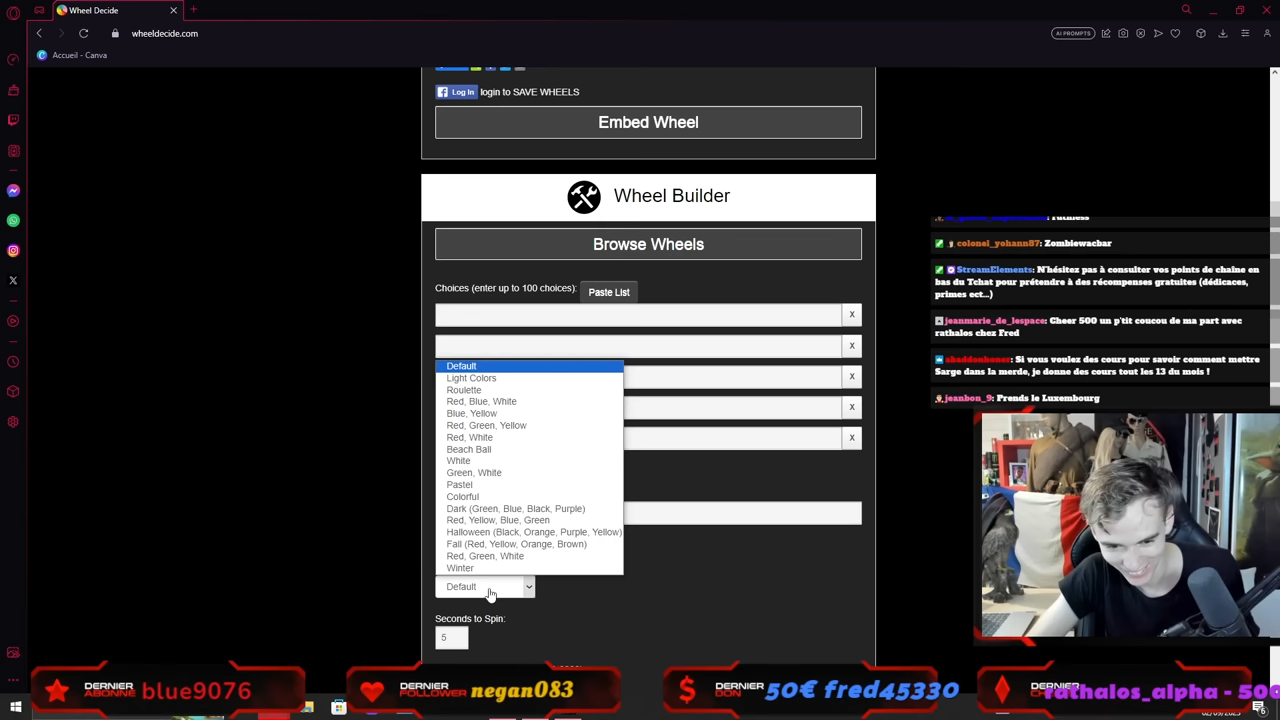 Wheel Decide
wheeldecide.com
AI PROMPTS
Accueil - Canva
Log In login to SAVE WHEELS
Embed Wheel
Wheel Builder
Browse Wheels
Choices (enter up to 100 choices): Paste List
X
X
X
X
X
Default
Light Colors
Roulette
Red, Blue, White
Blue, Yellow
Red, Green, Yellow
Red, White
Beach Ball
White
Green, White
Pastel
Colorful
Dark (Green, Blue, Black, Purple)
Red, Yellow, Blue, Green
Halloween (Black, Orange, Purple, Yellow)
Fall (Red, Yellow, Orange, Brown)
Red, Green, White
Winter
Default
Seconds to Spin:
5
colonel_yohann87: Zombiewacbar
StreamElements: N'hésitez pas à consulter vos points de chaîne en
bas du Tchat pour prétendre à des récompenses gratuites (dédicaces,
primes ect...)
jeanmarie_de_lespace: Cheer 500 un p'tit coucou de ma part avec
rathalos chez Fred
abaddonhonor: Si vous voulez des cours pour savoir comment mettre
Sarge dans la merde, je donne des cours tout les 13 du mois !
jeanbon_9: Prends le Luxembourg
DERNIER
ABONNÉ blue9076
DERNIER
FOLLOWER negan083
DERNIER
DON 50€ fred45330
DERNIER
rathalos_alpha - 500